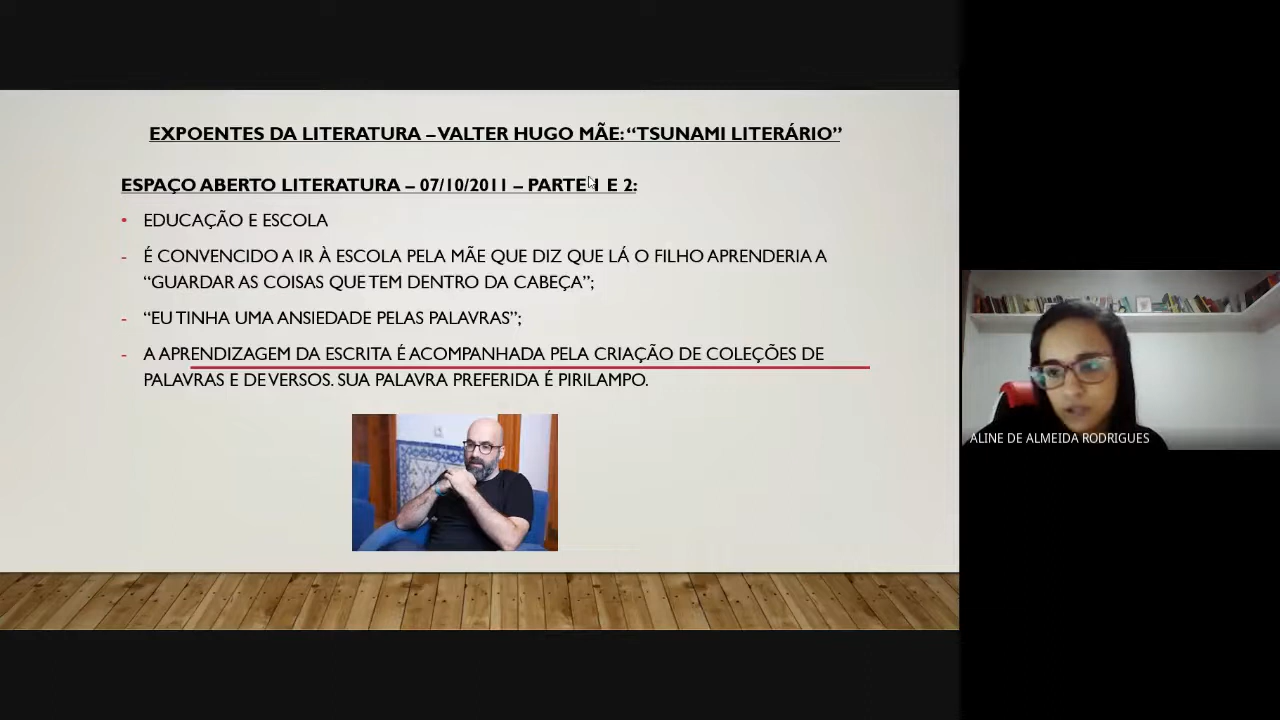 EXPOENTES DA LITERATURA – VALTER HUGO MÃE: “TSUNAMI LITERÁRIO”
ESPAÇO ABERTO LITERATURA – 07/10/2011 – PARTE 1 E 2:
• EDUCAÇÃO E ESCOLA
- É CONVENCIDO A IR À ESCOLA PELA MÃE QUE DIZ QUE LÁ O FILHO APRENDERIA A
“GUARDAR AS COISAS QUE TEM DENTRO DA CABEÇA”;
- “EU TINHA UMA ANSIEDADE PELAS PALAVRAS”;
- A APRENDIZAGEM DA ESCRITA É ACOMPANHADA PELA CRIAÇÃO DE COLEÇÕES DE
PALAVRAS E DE VERSOS. SUA PALAVRA PREFERIDA É PIRILAMPO.
ALINE DE ALMEIDA RODRIGUES